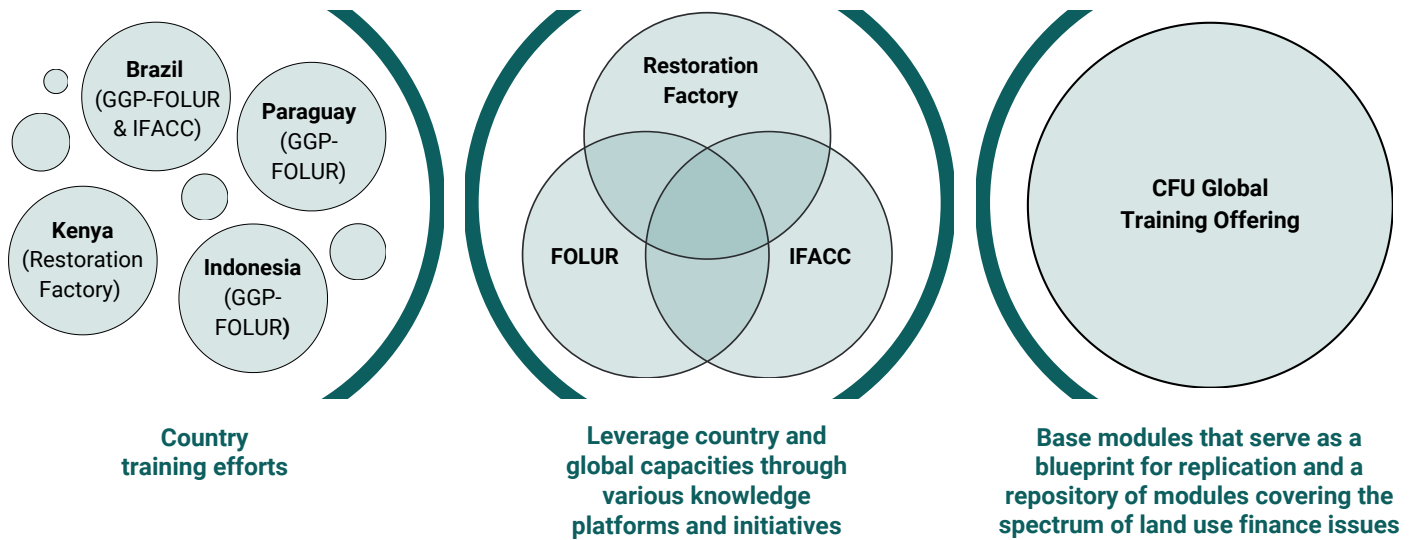 Brazil
(GGP-FOLUR
& IFACC)
Paraguay
(GGP-
FOLUR)
Kenya
(Restoration
Factory)
Indonesia
(GGP-
FOLUR)
Country
training efforts
Restoration
Factory
FOLUR
IFACC
Leverage country and
global capacities through
various knowledge
platforms and initiatives
CFU Global
Training Offering
Base modules that serve as a
blueprint for replication and a
repository of modules covering the
spectrum of land use finance issues